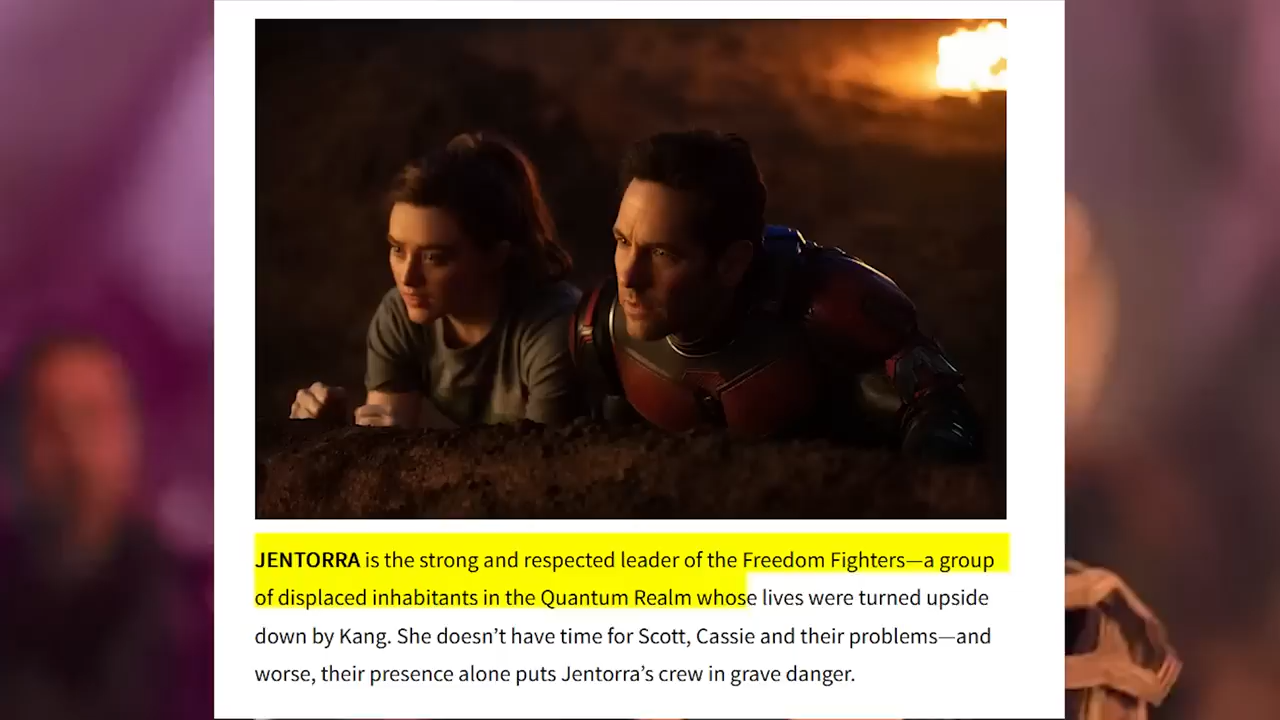 JENTORRA is the strong and respected leader of the Freedom Fighters—a group
of displaced inhabitants in the Quantum Realm whose lives were turned upside
down by Kang. She doesn’t have time for Scott, Cassie and their problems—and
worse, their presence alone puts Jentorra’s crew in grave danger.